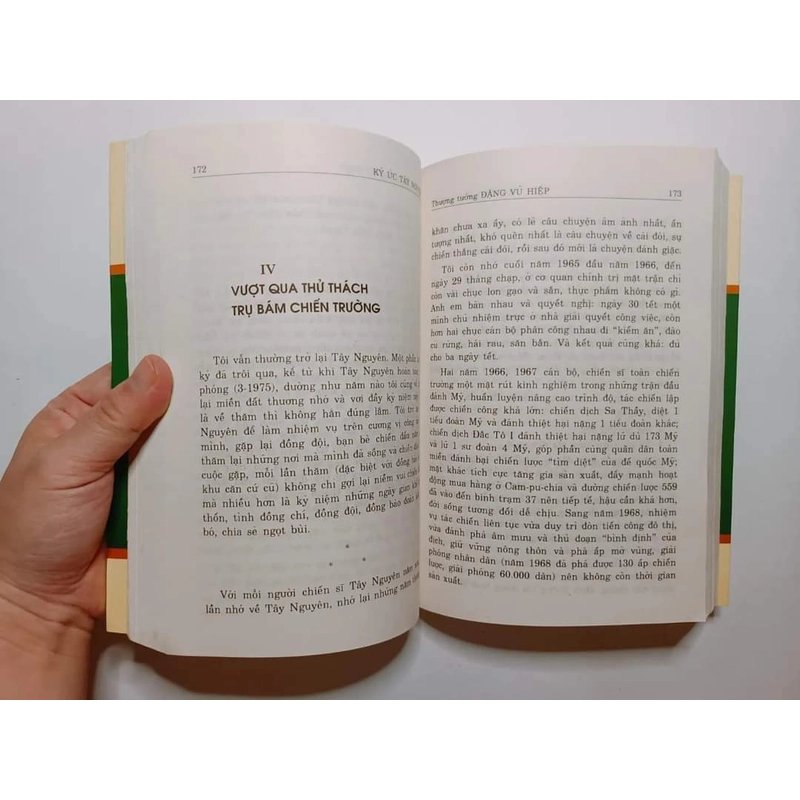 172
KÝ ỨC TÂY
IV
VƯỢT QUA THỬ THÁCH
TRỤ BÁM CHIẾN TRƯỜNG
Tôi vẫn thường trở lại Tây Nguyên. Một phần
kỷ đã trôi qua, kể từ khi Tây Nguyên hoàn
phóng (3-1975), dường như năm nào tôi cũng
lại miền đất thương nhớ và với đầy kỷ niệm
là về thăm thì không hẳn đúng lắm. Tôi
Nguyên để làm nhiệm vụ trên cương vị công
mình, gặp lại đồng đội, bạn bè chiến đấu
thăm lại những nơi mà mình đã sống và chiến
cuộc gặp, mỗi lần thăm (đặc biệt với đồng
khu căn cứ cũ) không chỉ gợi lại niềm vui
mà nhiều hơn là kỷ niệm những ngày gian
thốn, tình đồng chí, đồng đội, đồng bào
bó, chia sẻ ngọt bùi.
* * *
Với mỗi người chiến sĩ Tây Nguyên
lần nhớ về Tây Nguyên, nhớ lại những năm
Thượng tướng ĐẶNG VŨ HIỆP
173
khăn chưa xa ấy, có lẽ câu chuyện ám ảnh nhất, ấn
tượng nhất, khó quên nhất là câu chuyện về cái đói, sự
chiến thắng cái đói, rồi sau đó mới là chuyện đánh giặc.
Tôi còn nhớ cuối năm 1965 đầu năm 1966, đến
ngày 29 tháng chạp, ở cơ quan chính trị mặt trận chỉ
còn vài chục lon gạo và sắn, thực phẩm không có gì.
Anh em bàn nhau và quyết nghị: ngày 30 tết một
mình chủ nhiệm trực ở nhà giải quyết công việc, còn
hơn hai chục cán bộ phân công nhau đi "kiếm ăn", đào
củ rừng, hái rau, săn bắn. Và kết quả cũng khá: đủ
cho ba ngày tết.
Hai năm 1966, 1967 cán bộ, chiến sĩ toàn chiến
trường một mặt rút kinh nghiệm trong những trận đầu
đánh Mỹ, huấn luyện nâng cao trình độ, tác chiến lập
được chiến công khá lớn: chiến dịch Sa Thầy, diệt 1
tiểu đoàn Mỹ và đánh thiệt hại nặng 1 tiểu đoàn khác;
chiến dịch Đắc Tô I đánh thiệt hại nặng lữ dù 173 Mỹ
và lữ 1 sư đoàn 4 Mỹ, góp phần cùng quân dân toàn
miền đánh bại chiến lược "tìm diệt" của đế quốc Mỹ;
mặt khác tích cực tăng gia sản xuất, đẩy mạnh hoạt
động mua hàng ở Cam-pu-chia và đường chiến lược 559
đã vào đến binh trạm 37 nên tiếp tế, hậu cần khá hơn,
đời sống tương đối dễ chịu. Sang năm 1968, nhiệm
vụ tác chiến liên tục vừa duy trì dồn tiến công đô thị,
vừa đánh phá âm mưu và thủ đoạn "bình định" của
địch, giữ vững nông thôn và phá ấp mở vùng, giải
phóng nhân dân (năm 1968 đã phá được 130 ấp chiến
lược, giải phóng 60.000 dân) nên không còn thời gian
sản xuất.